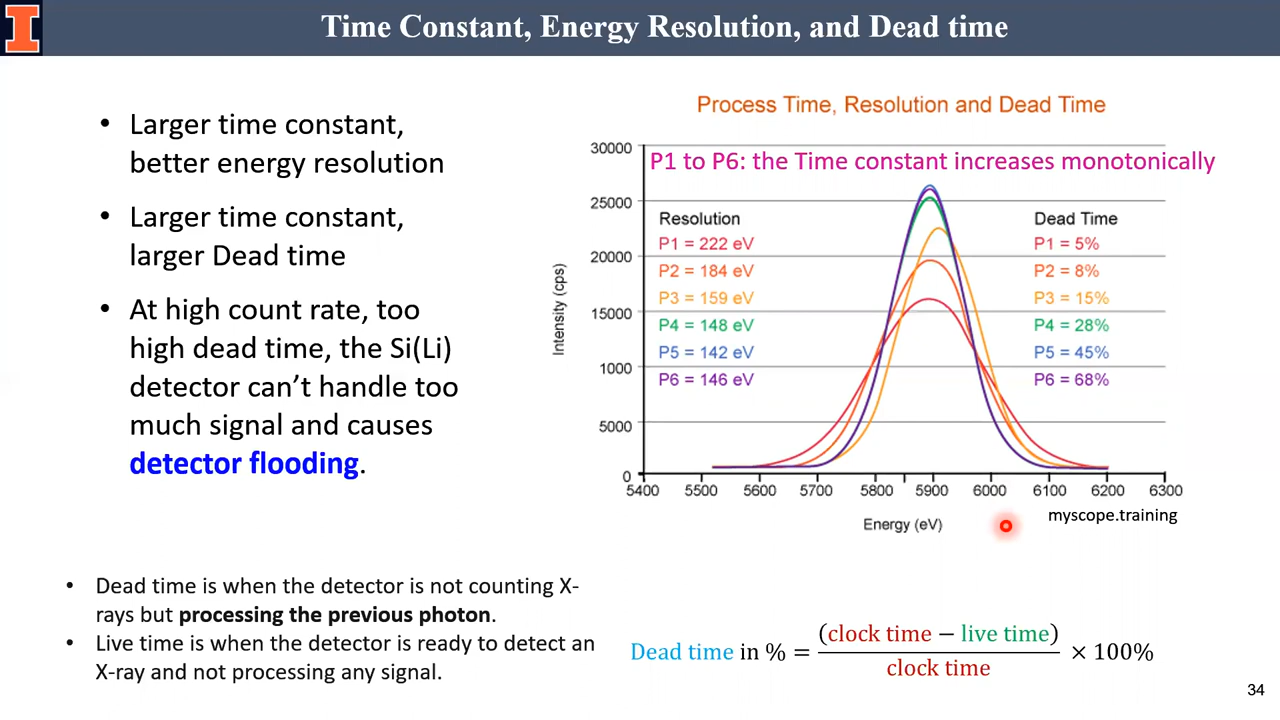 Time Constant, Energy Resolution, and Dead time
• Larger time constant,
better energy resolution
• Larger time constant,
larger Dead time
• At high count rate, too
high dead time, the Si(Li)
detector can't handle too
much signal and causes
detector flooding.
Process Time, Resolution and Dead Time
P1 to P6: the Time constant increases monotonically
Resolution
P1 = 222 eV
P2 = 184 eV
P3 = 159 eV
P4 = 148 eV
P5 = 142 eV
P6 = 146 eV
Dead Time
P1 = 5%
P2 = 8%
P3 = 15%
P4 = 28%
P5 = 45%
P6 = 68%
Intensity (cps)
30000
25000
20000
15000
1000
5000
0
5400 5500 5600 5700 5800 5900 6000 6100 6200 6300
Energy (eV)
myscope.training
• Dead time is when the detector is not counting X-
rays but processing the previous photon.
• Live time is when the detector is ready to detect an
X-ray and not processing any signal.
Dead time in % = (clock time − live time) / clock time × 100%
34